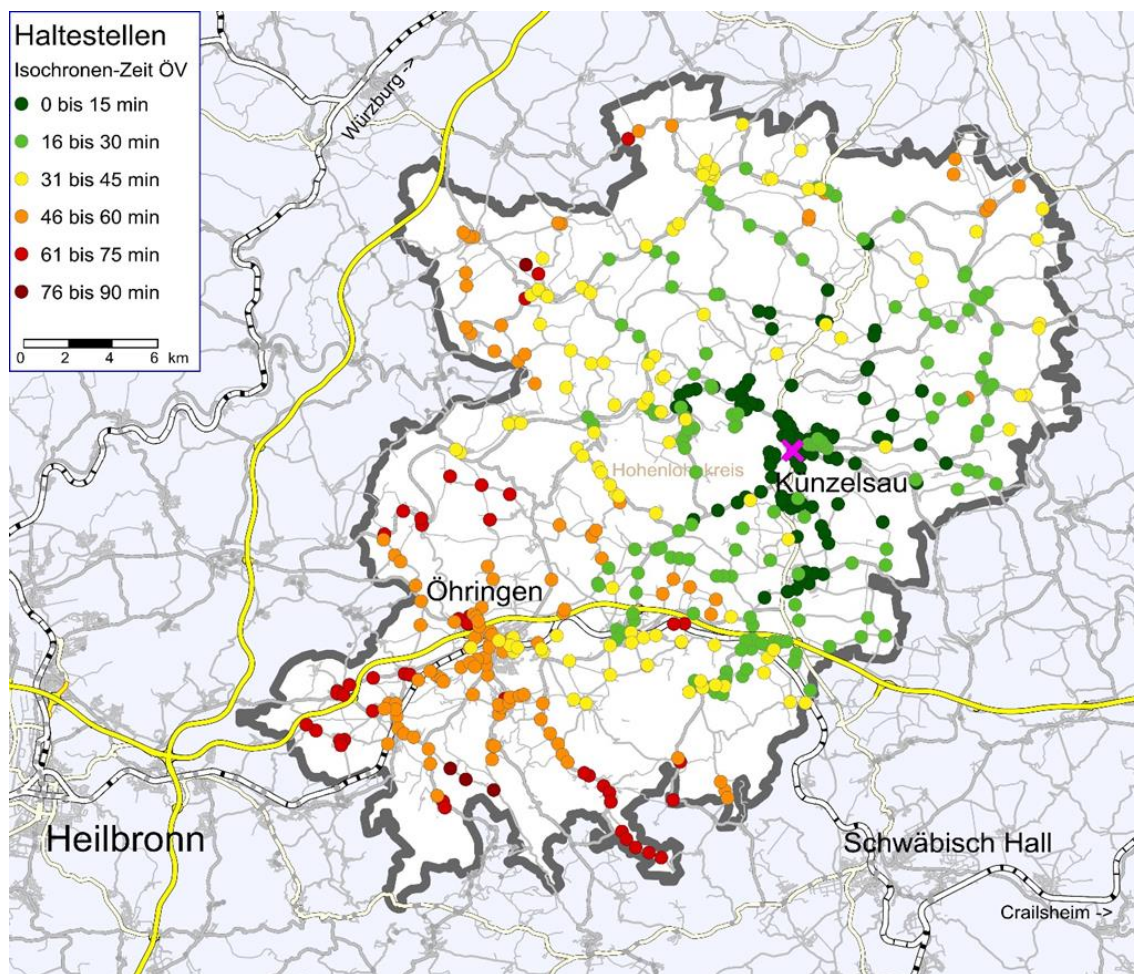 Haltestellen
Isochronen-Zeit ÖV
0 bis 15 min
16 bis 30 min
31 bis 45 min
46 bis 60 min
61 bis 75 min
76 bis 90 min
0 2 4 6 km
Würzburg ->
Hohenlohekreis
Künzelsau
Öhringen
Heilbronn
Schwäbisch Hall
Crailsheim ->